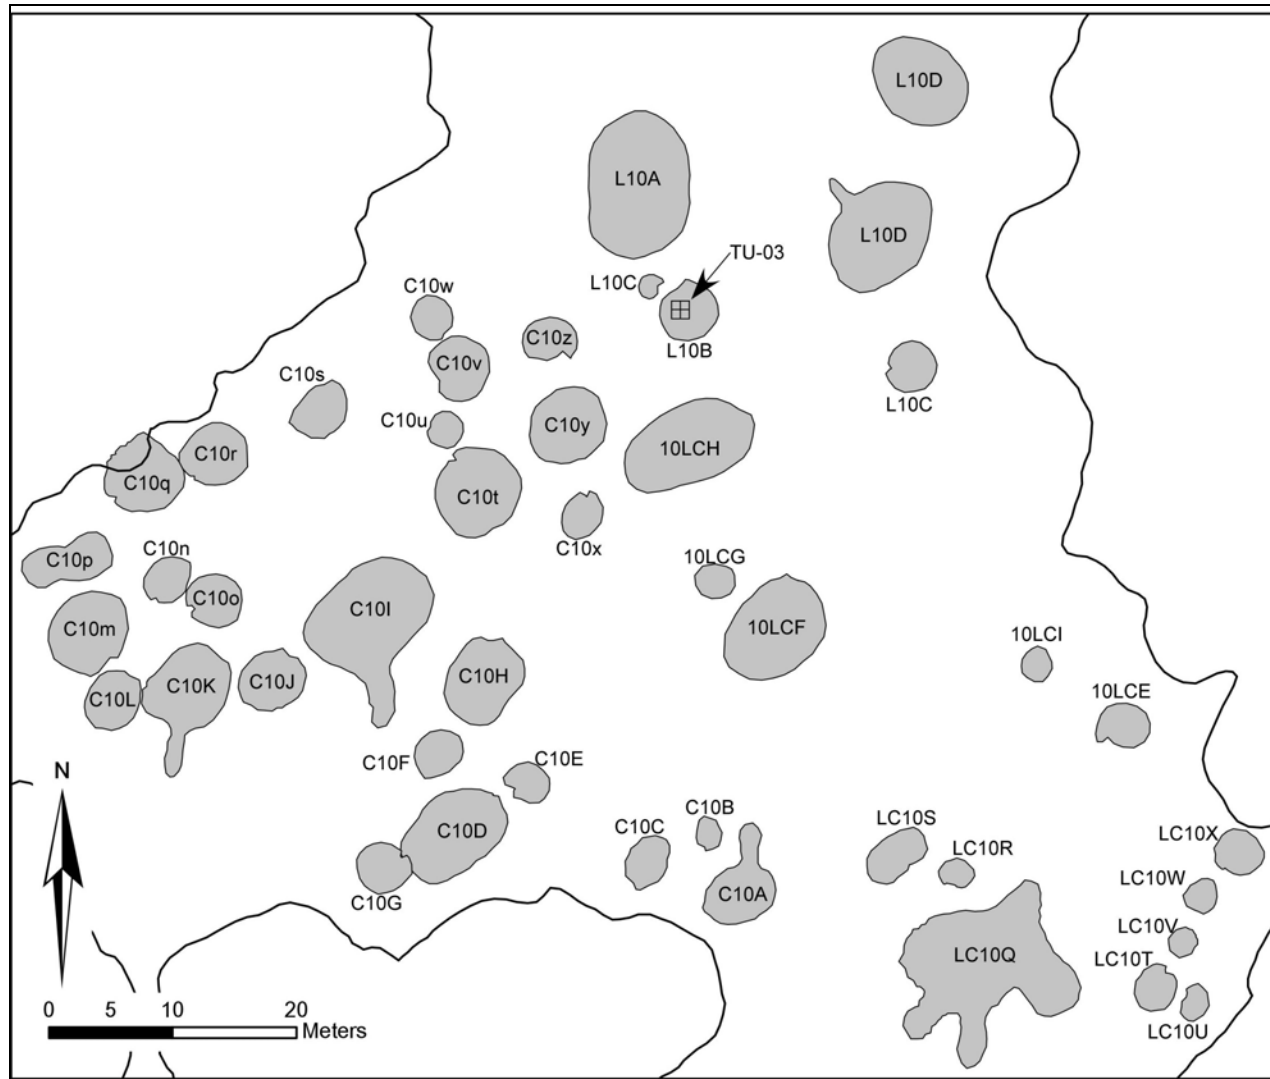 L10D
L10A
L10D
TU-03
L10C
C10w
L10B
C10z
C10v
C10s
L10C
C10u
C10y
10LCH
C10r
C10q
C10t
C10x
C10n
10LCG
C10p
C10o
C10I
C10m
10LCF
10LCI
C10H
C10J
C10K
C10L
10LCE
C10F
C10E
N
C10B
LC10S
C10D
C10C
LC10X
LC10R
LC10W
C10A
C10G
LC10V
LC10Q
LC10T
0 5 10 20
Meters
LC10U